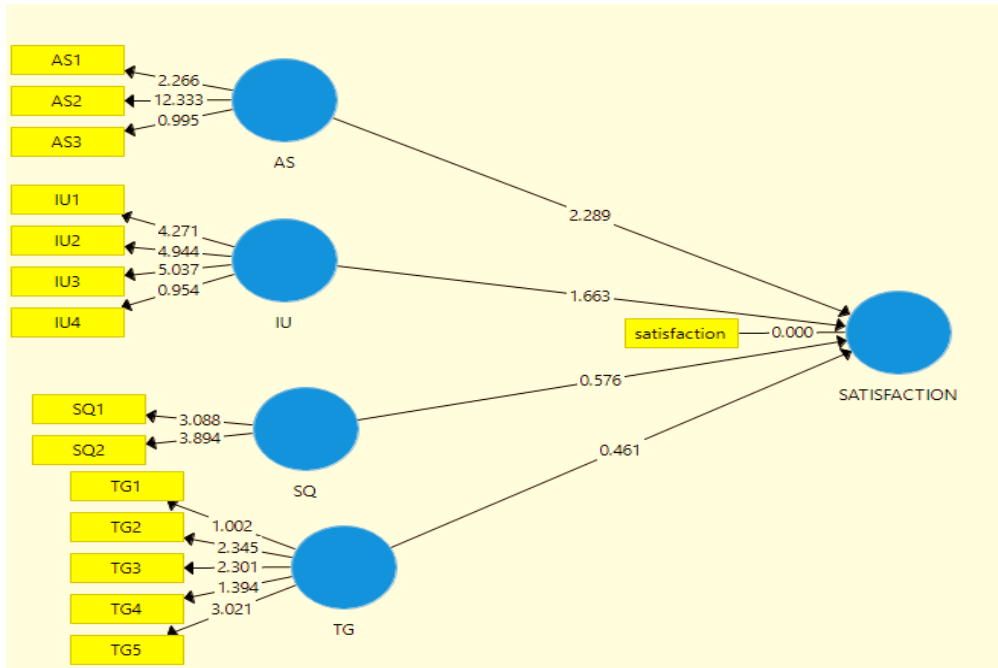 AS1
2.266
AS2
12.333
AS3
0.995
AS
2.289
IU1
4.271
IU2
4.944
IU3
5.037
IU4
0.954
IU
1.663
satisfaction
0.000
SATISFACTION
SQ1
3.088
SQ2
3.894
SQ
0.576
TG1
1.002
TG2
2.345
TG3
2.301
TG4
1.394
TG5
3.021
TG
0.461